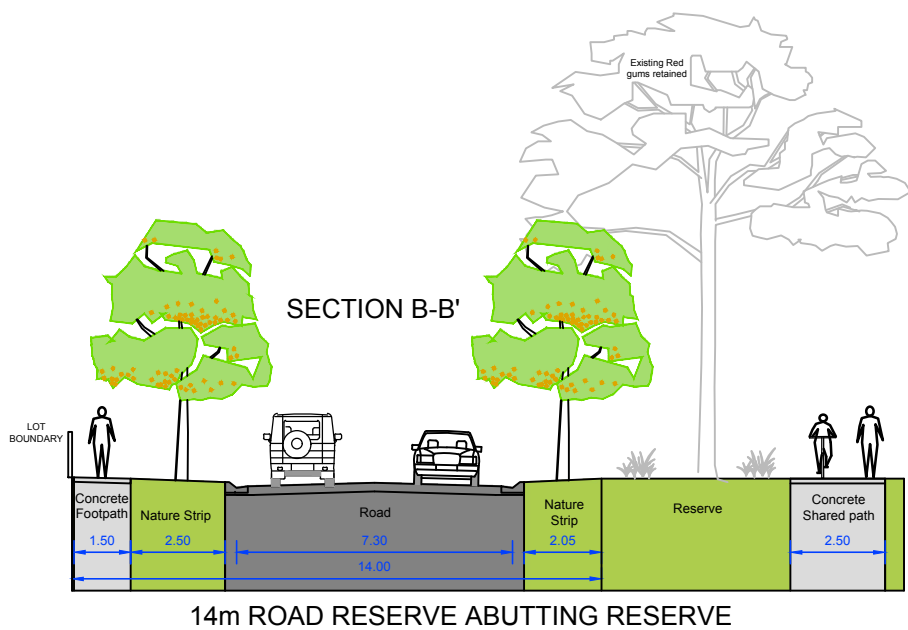 Existing Red
gums retained
SECTION B-B'
LOT
BOUNDARY
Concrete
Footpath
Nature Strip
Road
Nature
Strip
Reserve
Concrete
Shared path
1.50
2.50
7.30
2.05
2.50
14.00
14m ROAD RESERVE ABUTTING RESERVE